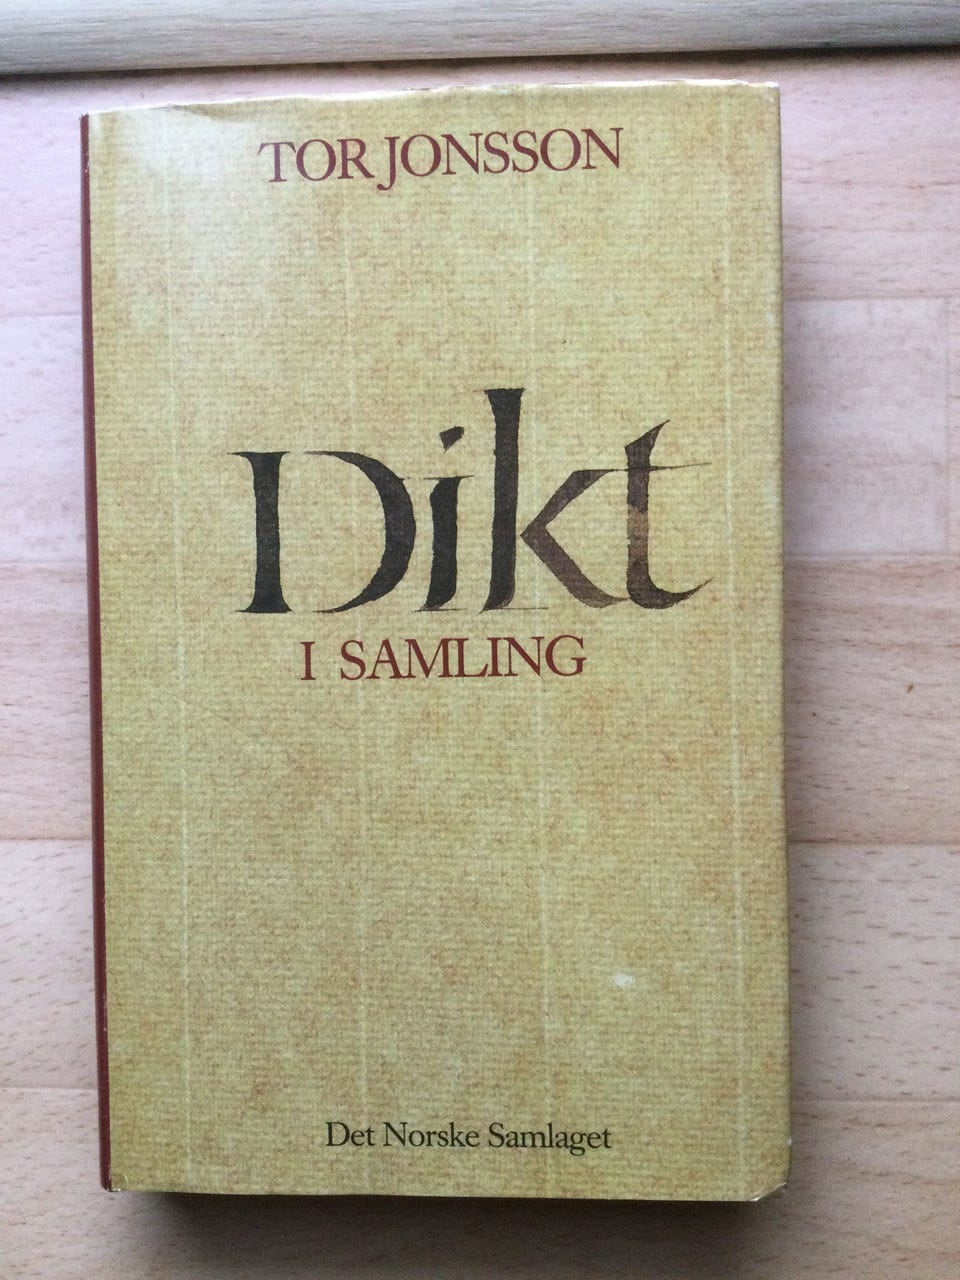 TOR JONSSON
Dikt
I SAMLING
Det Norske Samlaget